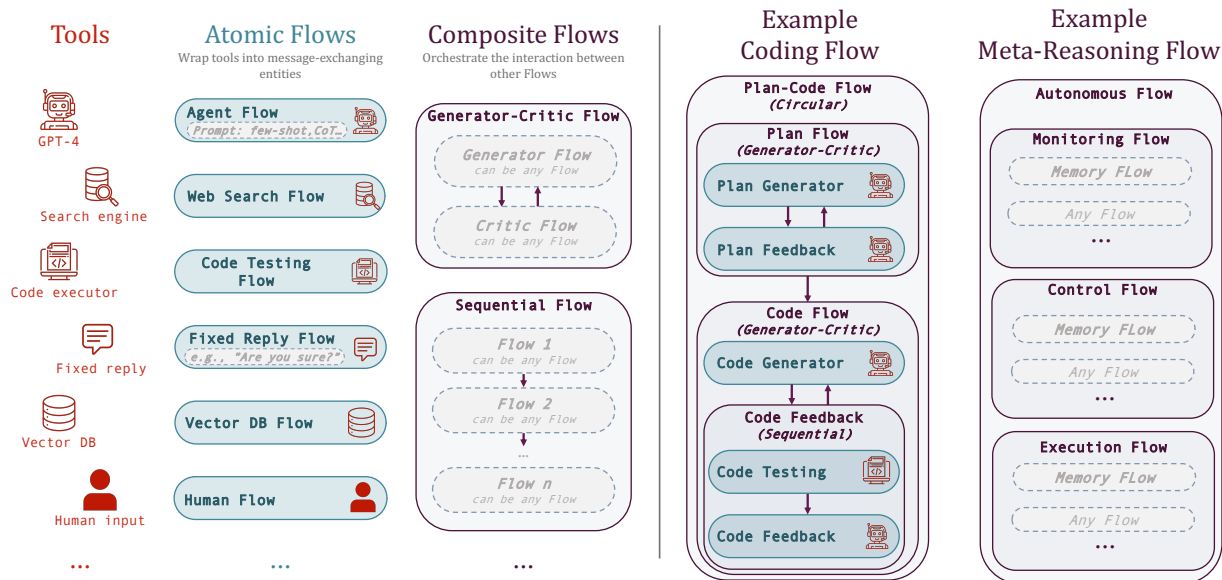 Tools
GPT-4
Search engine
Code executor
Fixed reply
Vector DB
Human input
...
Atomic Flows
Wrap tools into message-exchanging
entities
Agent Flow
Prompt: few-shot,CoT…
Web Search Flow
Code Testing
Flow
Fixed Reply Flow
e.g., "Are you sure?"
Vector DB Flow
Human Flow
...
Composite Flows
Orchestrate the interaction between
other Flows
Generator-Critic Flow
Generator Flow
can be any Flow
Critic Flow
can be any Flow
Sequential Flow
Flow 1
can be any Flow
Flow 2
can be any Flow
...
Flow n
can be any Flow
...
Example
Coding Flow
Plan-Code Flow
(Circular)
Plan Flow
(Generator-Critic)
Plan Generator
Plan Feedback
Code Flow
(Generator-Critic)
Code Generator
Code Feedback
(Sequential)
Code Testing
Code Feedback
Example
Meta-Reasoning Flow
Autonomous Flow
Monitoring Flow
Memory FLow
Any Flow
...
Control Flow
Memory FLow
Any Flow
...
Execution Flow
Memory FLow
Any Flow
...